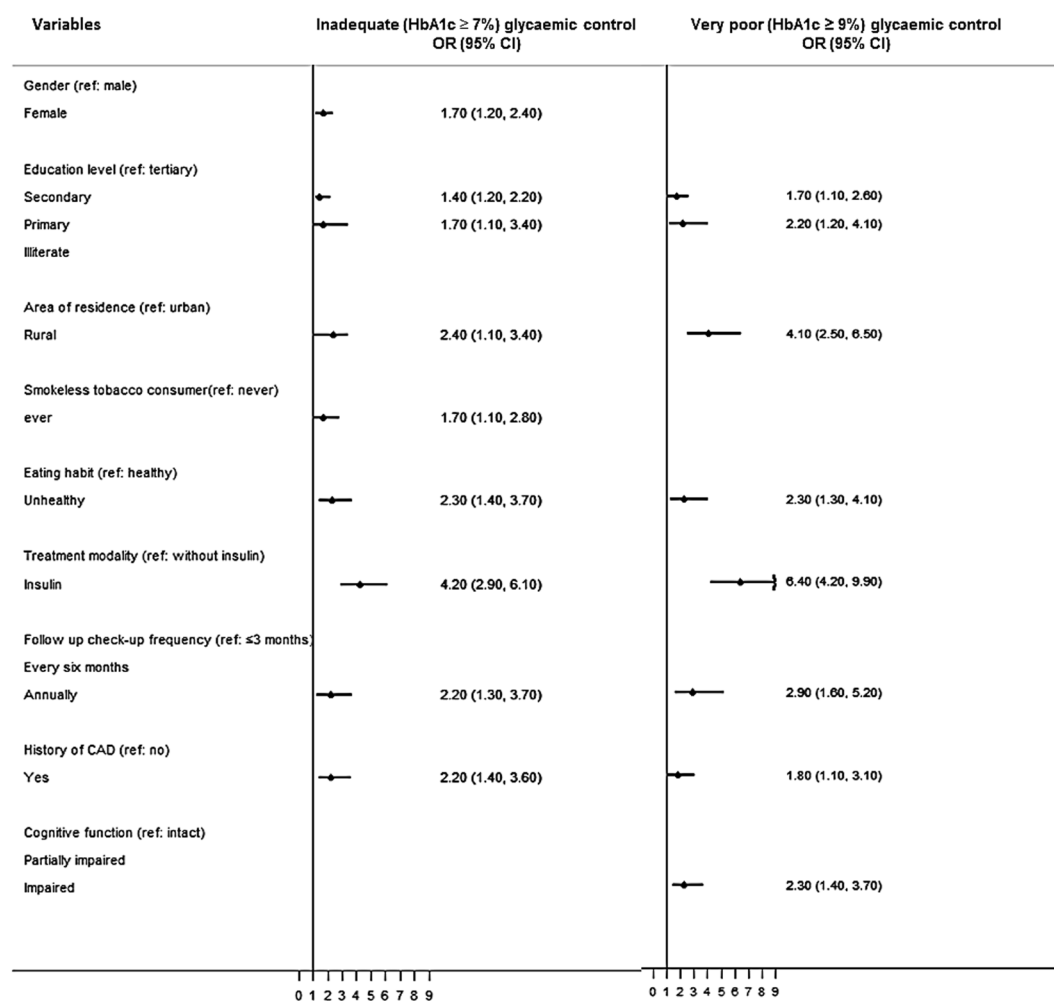 Variables Inadequate (HbA1c ≥ 7%) glycaemic control Very poor (HbA1c ≥ 9%) glycaemic control
OR (95% CI) OR (95% CI)
Gender (ref: male)
Female 1.70 (1.20, 2.40)
Education level (ref: tertiary)
Secondary 1.40 (1.20, 2.20) 1.70 (1.10, 2.60)
Primary 1.70 (1.10, 3.40) 2.20 (1.20, 4.10)
Illiterate
Area of residence (ref: urban)
Rural 2.40 (1.10, 3.40) 4.10 (2.50, 6.50)
Smokeless tobacco consumer(ref: never)
ever 1.70 (1.10, 2.80)
Eating habit (ref: healthy)
Unhealthy 2.30 (1.40, 3.70) 2.30 (1.30, 4.10)
Treatment modality (ref: without insulin)
Insulin 4.20 (2.90, 6.10) 6.40 (4.20, 9.90)
Follow up check-up frequency (ref: ≤3 months)
Every six months
Annually 2.20 (1.30, 3.70) 2.90 (1.60, 5.20)
History of CAD (ref: no)
Yes 2.20 (1.40, 3.60) 1.80 (1.10, 3.10)
Cognitive function (ref: intact)
Partially impaired
Impaired 2.30 (1.40, 3.70)
0 1 2 3 4 5 6 7 8 9 0 1 2 3 4 5 6 7 8 9